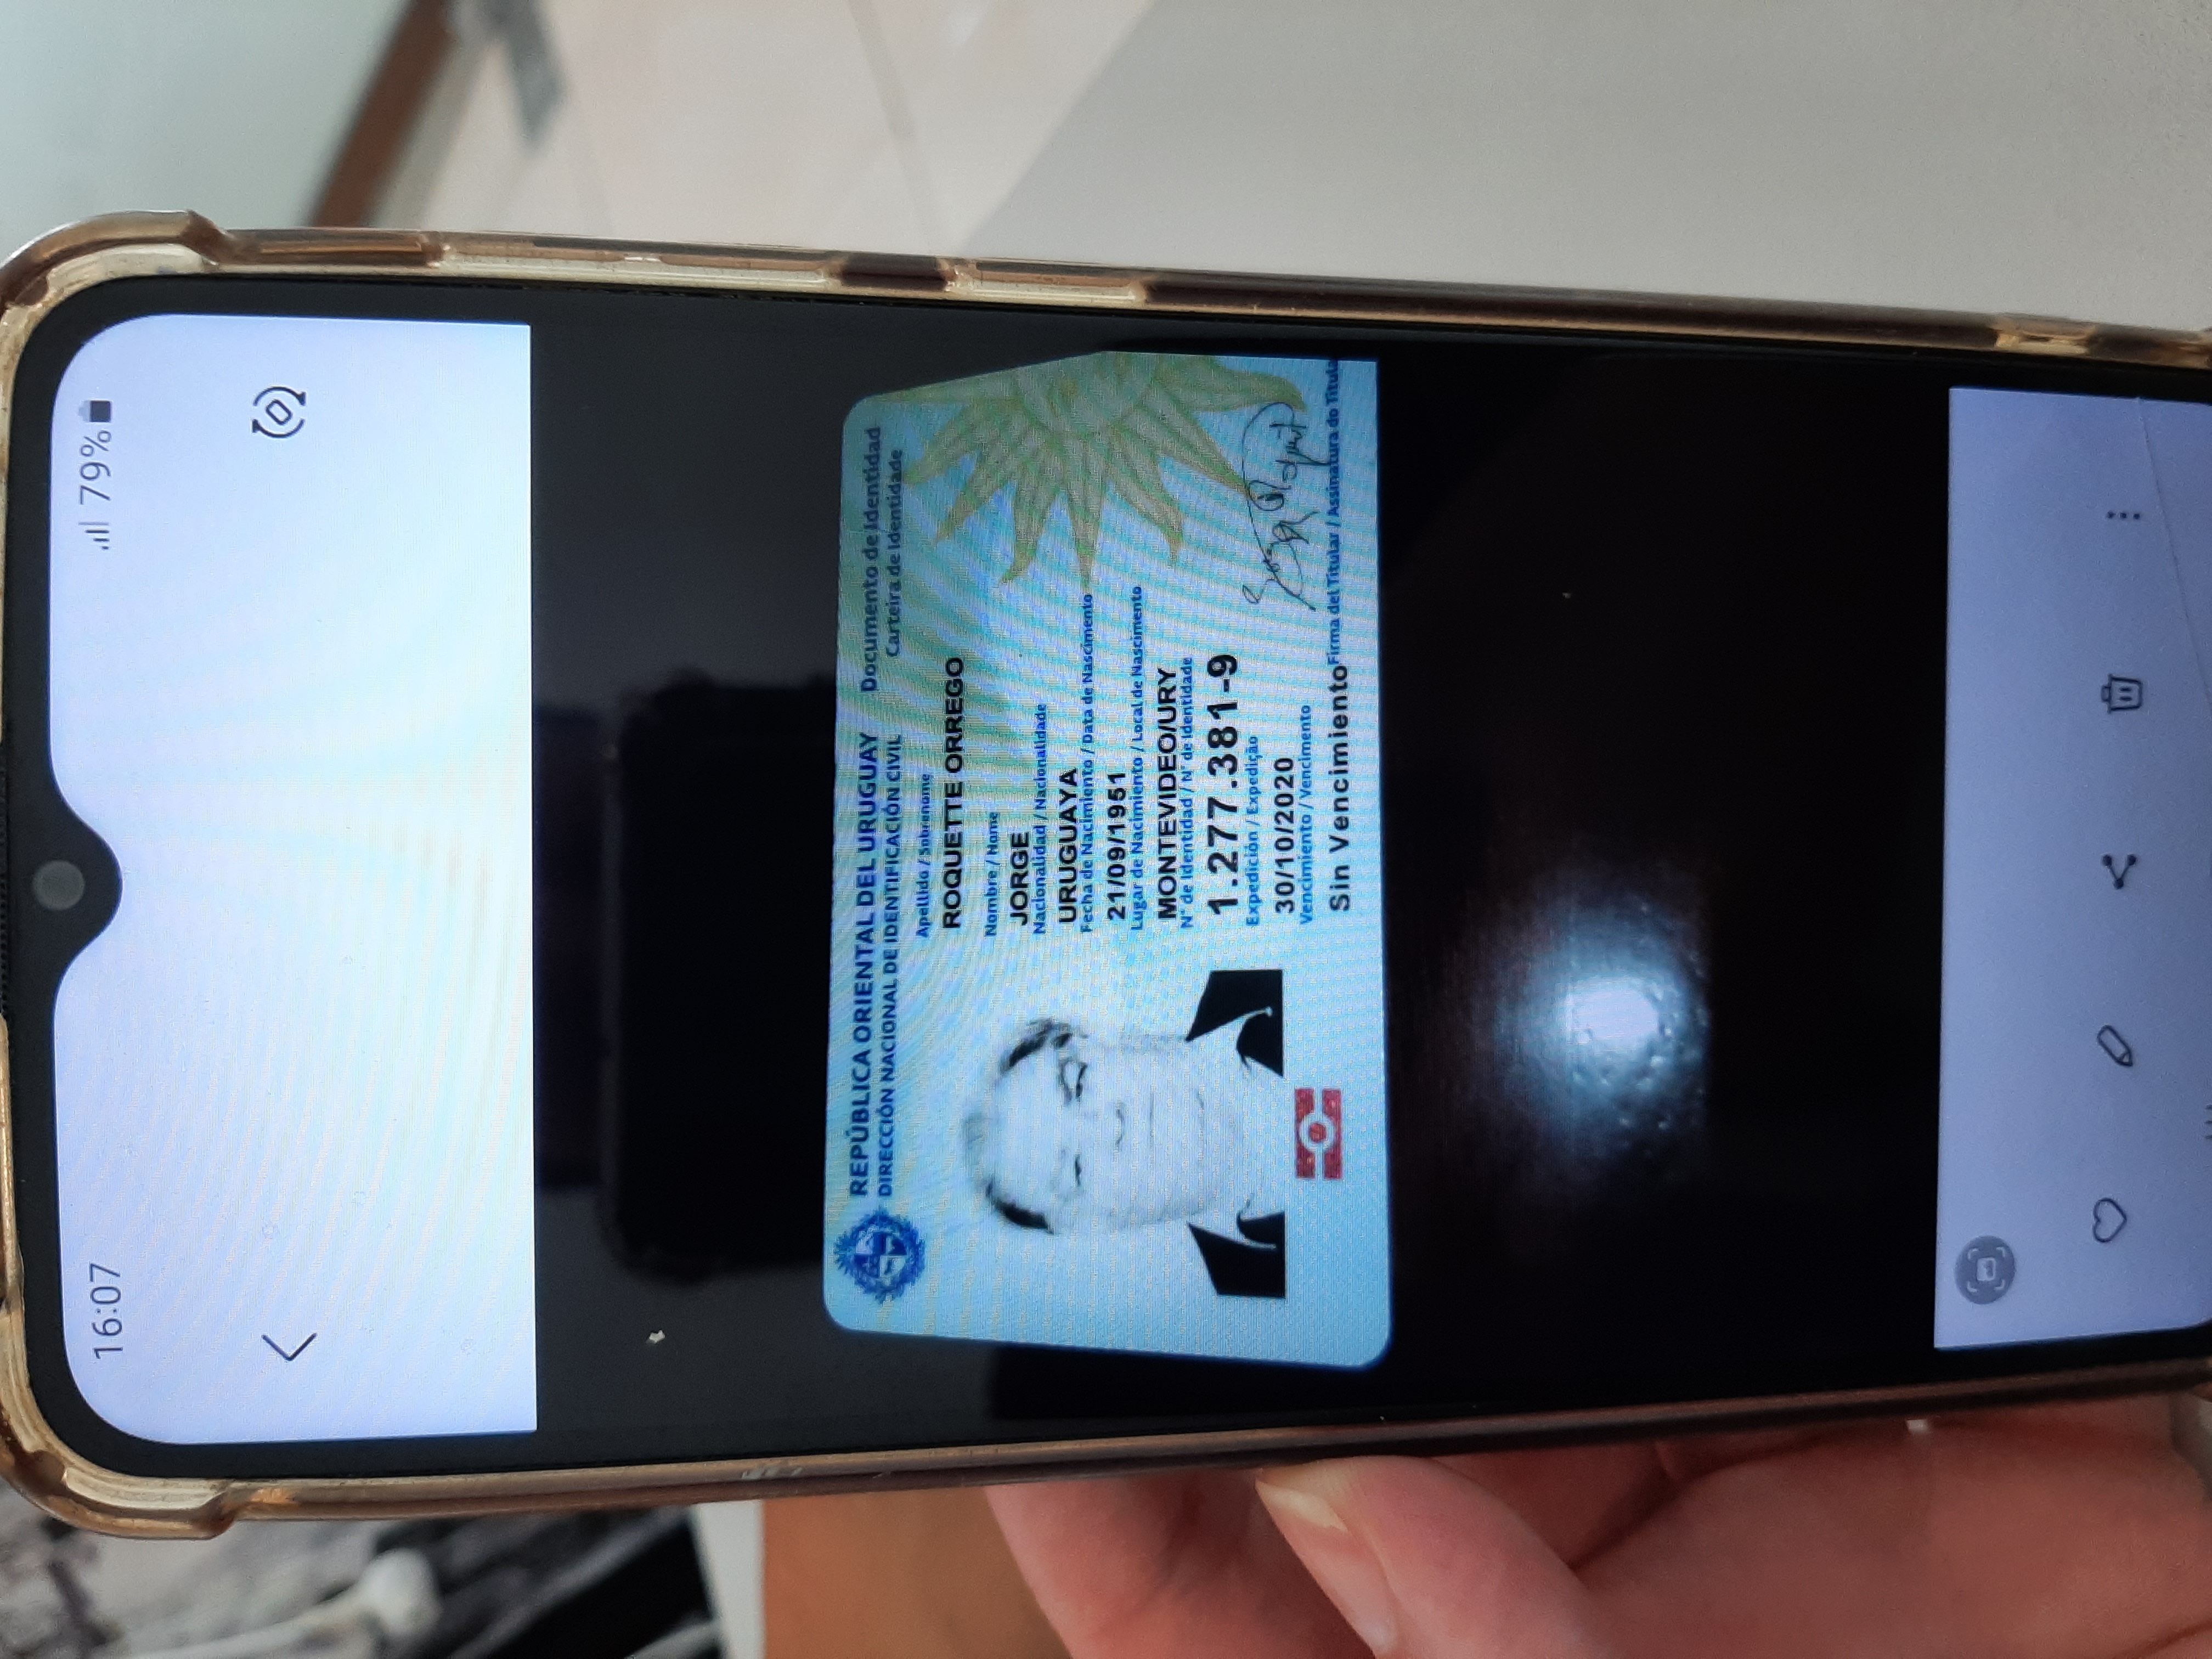 16:07
79%
REPÚBLICA ORIENTAL DEL URUGUAY
DIRECCIÓN NACIONAL DE IDENTIFICACIÓN CIVIL
Documento de Identidad
Carteira de Identidade
Apellido / Sobrenome
ROQUETTE ORREGO
Nombre / Nome
JORGE
Nacionalidad / Nacionalidade
URUGUAYA
Fecha de Nacimiento / Data de Nascimento
21/09/1951
Lugar de Nacimiento / Local de Nascimento
MONTEVIDEO/URY
N° de Identidad / N° de Identidade
1.277.381-9
Expedición / Expedição
30/10/2020
Vencimiento / Vencimento
Sin Vencimiento
Firma del Titular / Assinatura do Titula